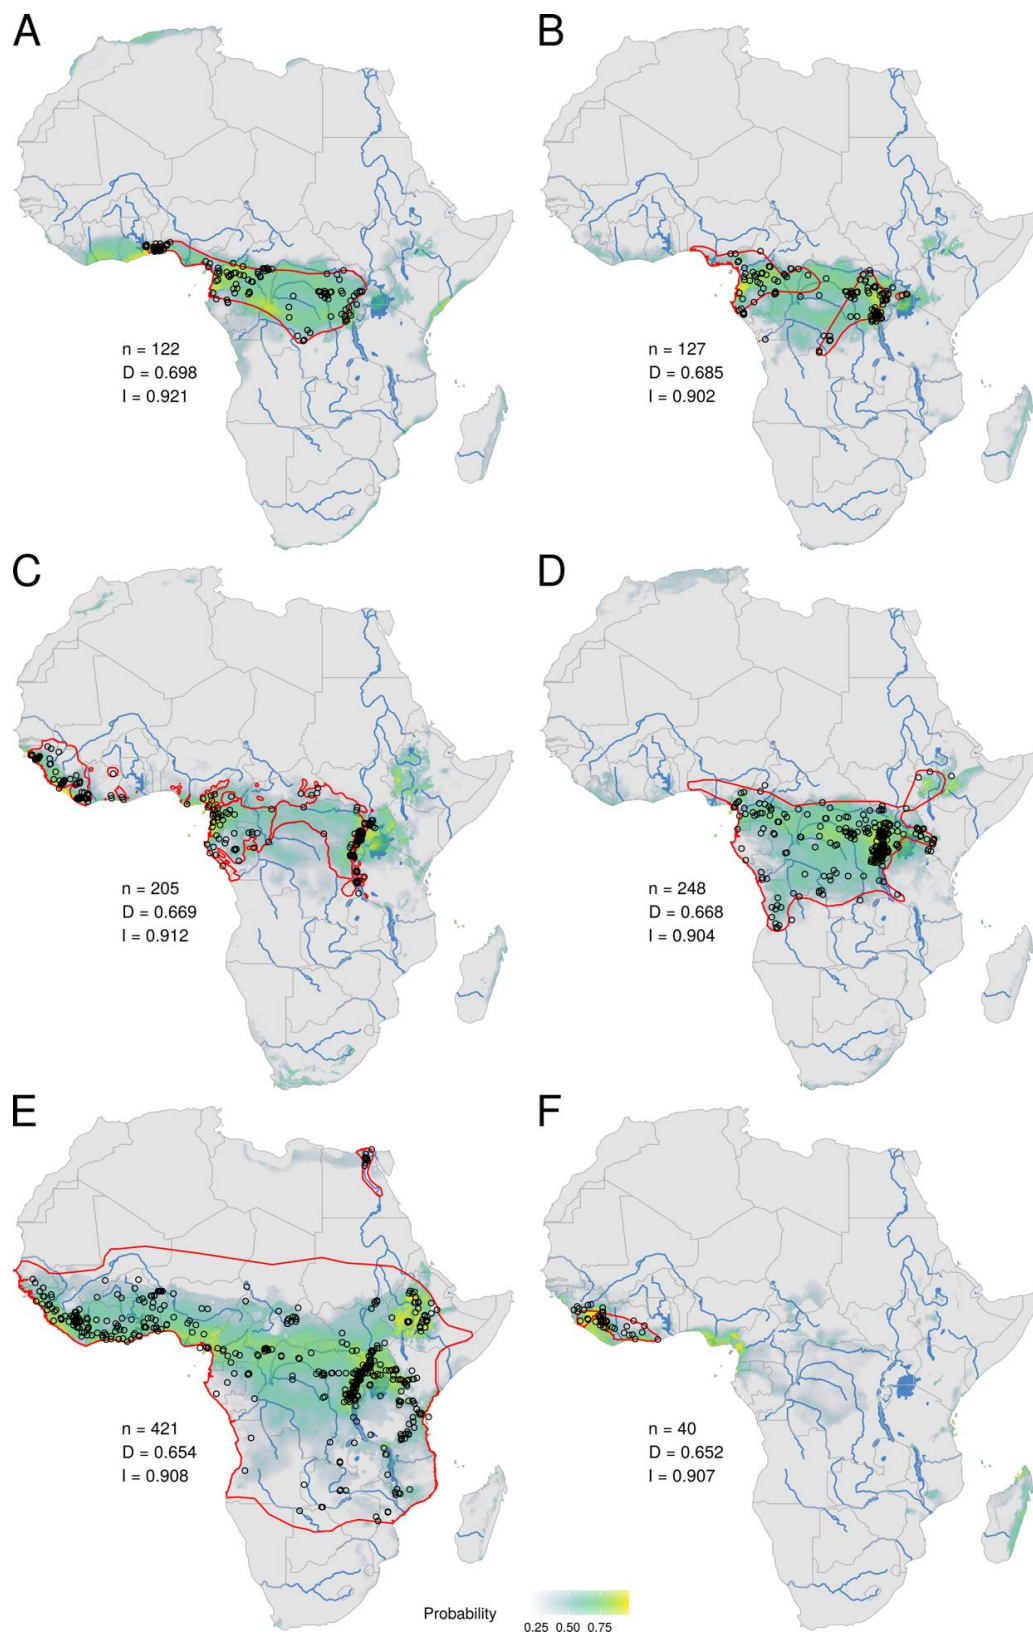 A
B
n = 122
D = 0.698
I = 0.921
n = 127
D = 0.685
I = 0.902
C
D
n = 205
D = 0.669
I = 0.912
n = 248
D = 0.668
I = 0.904
E
F
n = 421
D = 0.654
I = 0.908
n = 40
D = 0.652
I = 0.907
Probability
0.25 0.50 0.75